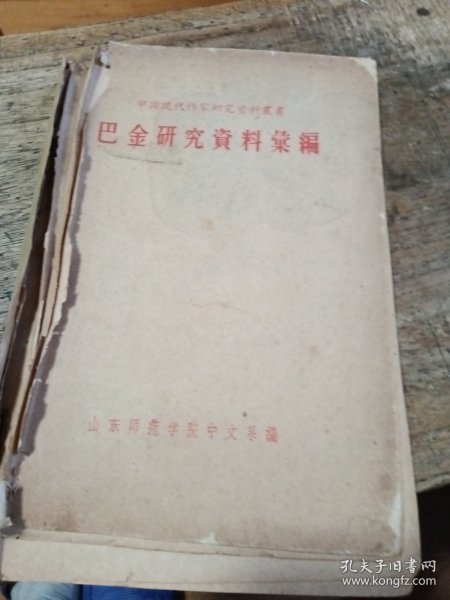 中国现代作家研究资料丛書
巴金研究資料彙編
山东师范学院中文系编
孔夫子旧书网
www.kongfz.com